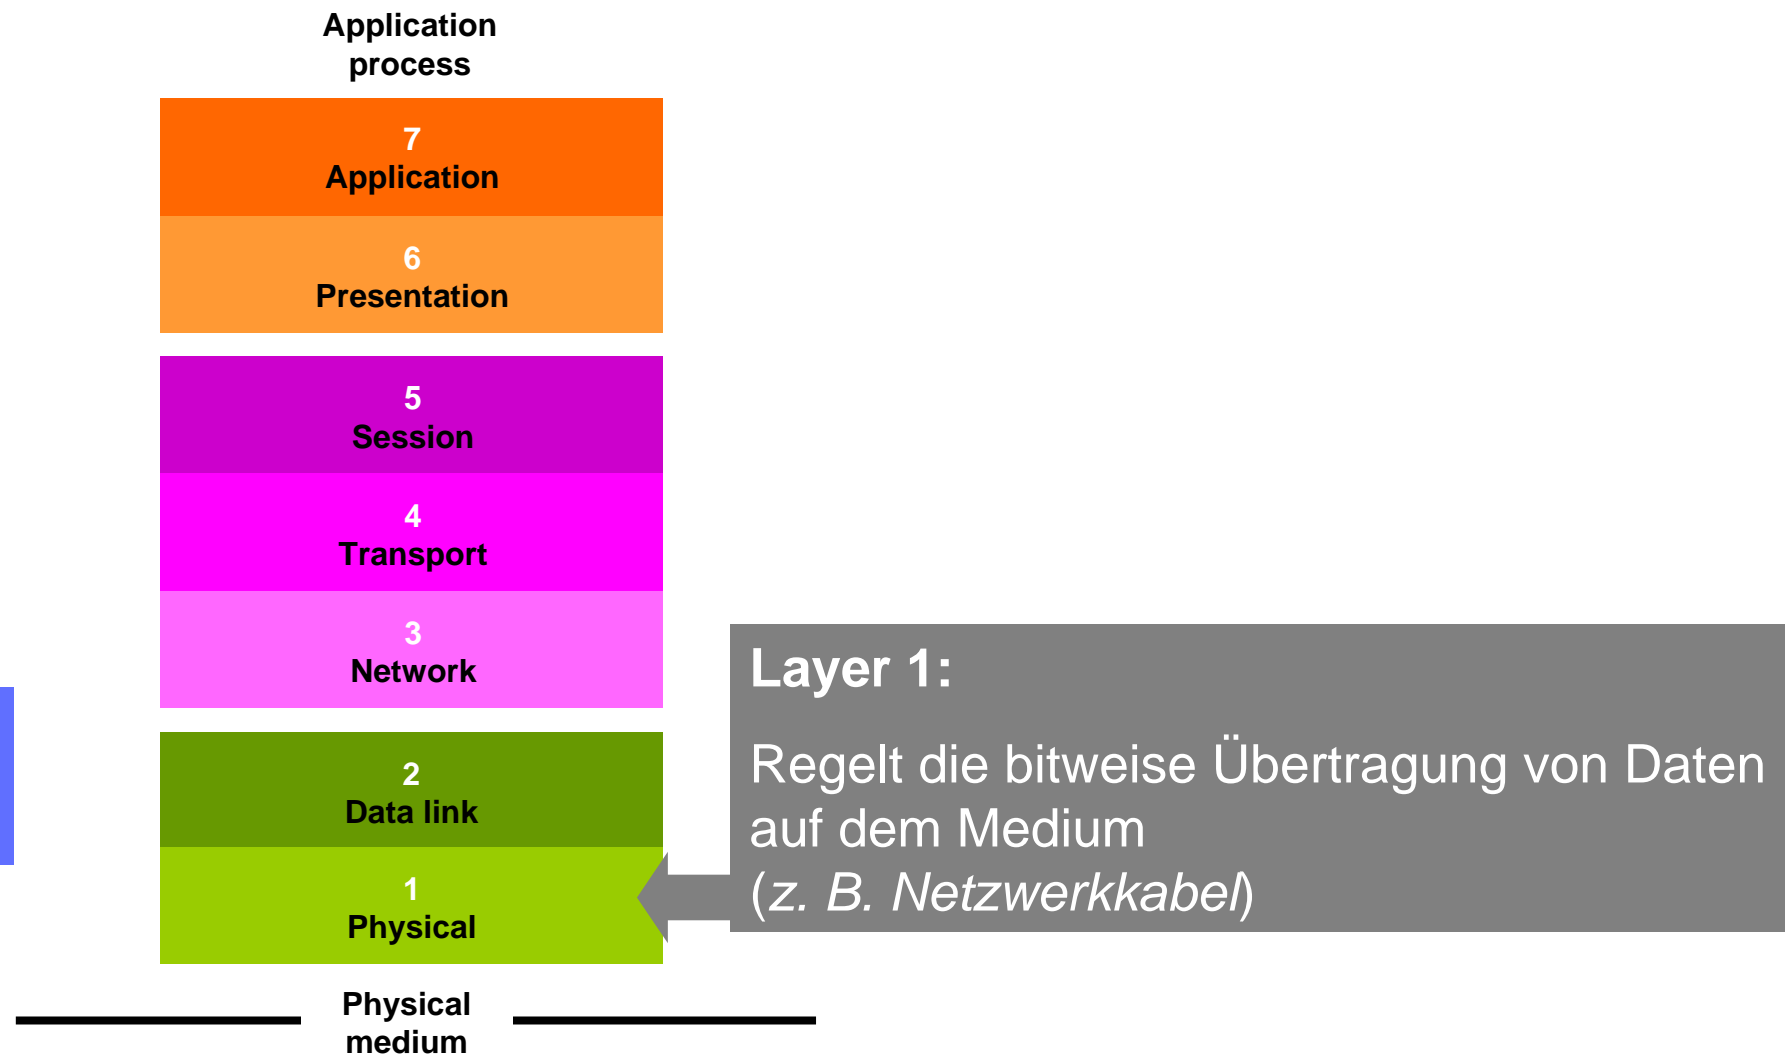 Application
process
7
Application
6
Presentation
5
Session
4
Transport
3
Network
2
Data link
1
Physical
Physical
medium
Layer 1:
Regelt die bitweise Übertragung von Daten
auf dem Medium
(z. B. Netzwerkkabel)